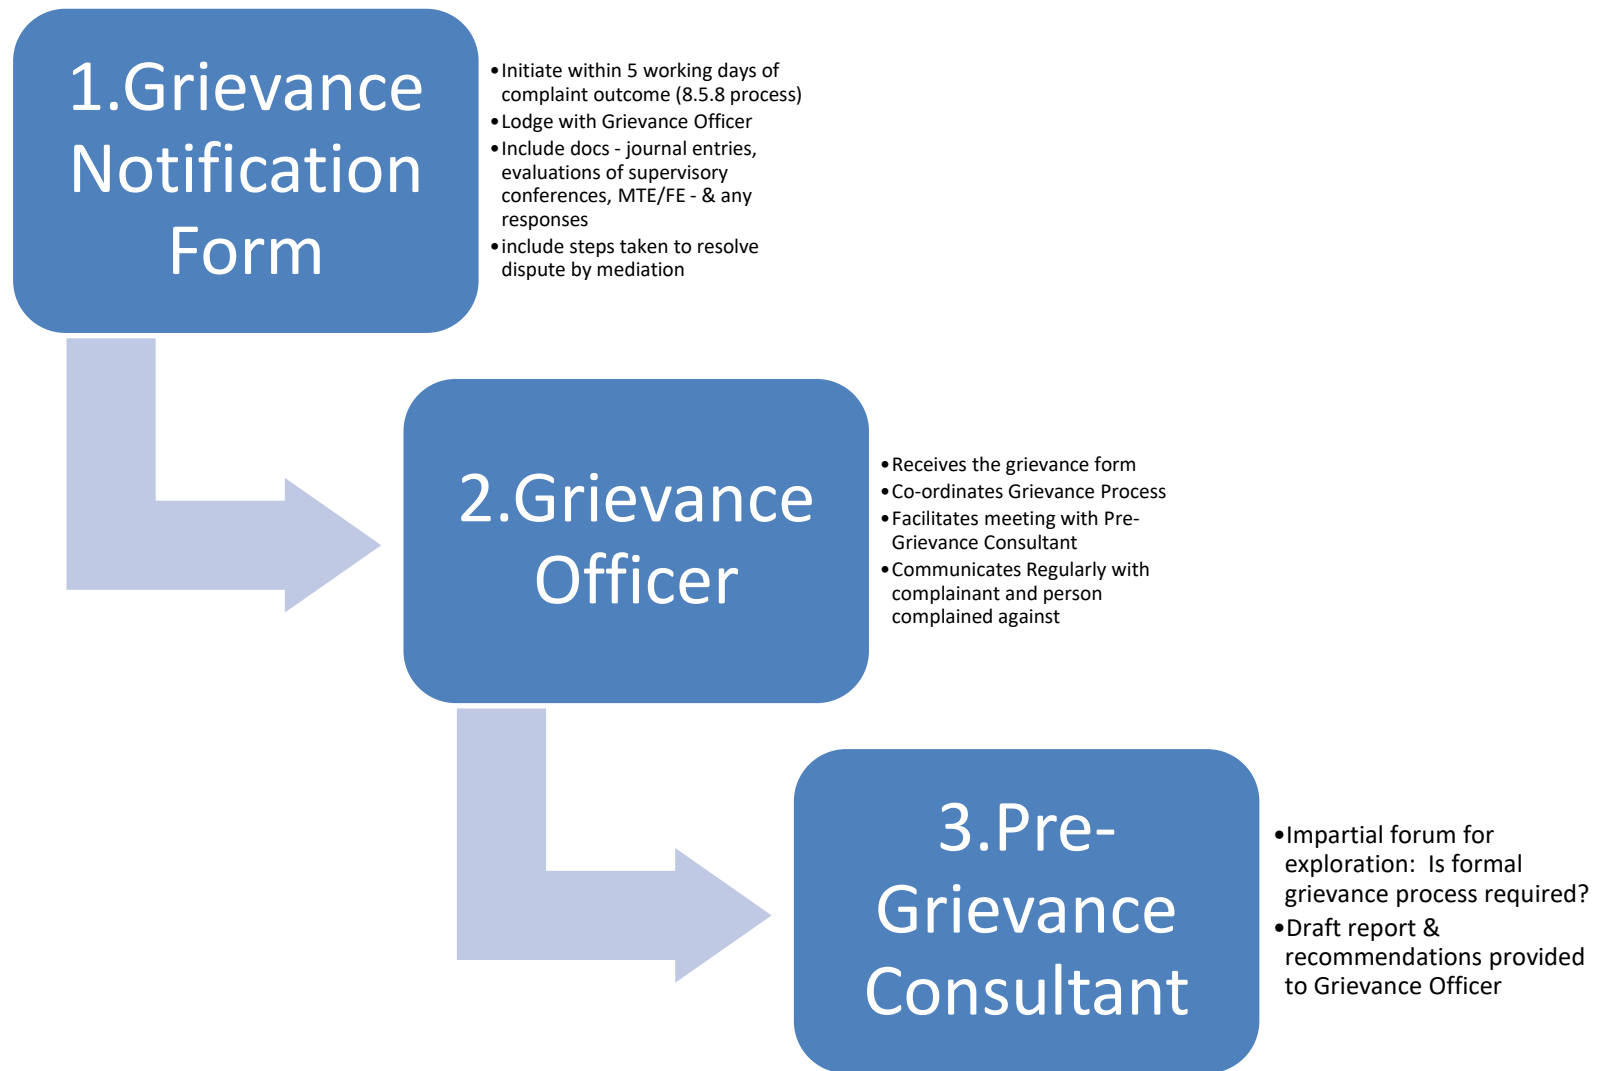 1.Grievance
Notification
Form
•Initiate within 5 working days of
complaint outcome (8.5.8 process)
•Lodge with Grievance Officer
•Include docs - journal entries,
evaluations of supervisory
conferences, MTE/FE - & any
responses
•include steps taken to resolve
dispute by mediation
2.Grievance
Officer
•Receives the grievance form
•Co-ordinates Grievance Process
•Facilitates meeting with Pre-
Grievance Consultant
•Communicates Regularly with
complainant and person
complained against
3.Pre-
Grievance
Consultant
•Impartial forum for
exploration:  Is formal
grievance process required?
•Draft report &
recommendations provided
to Grievance Officer